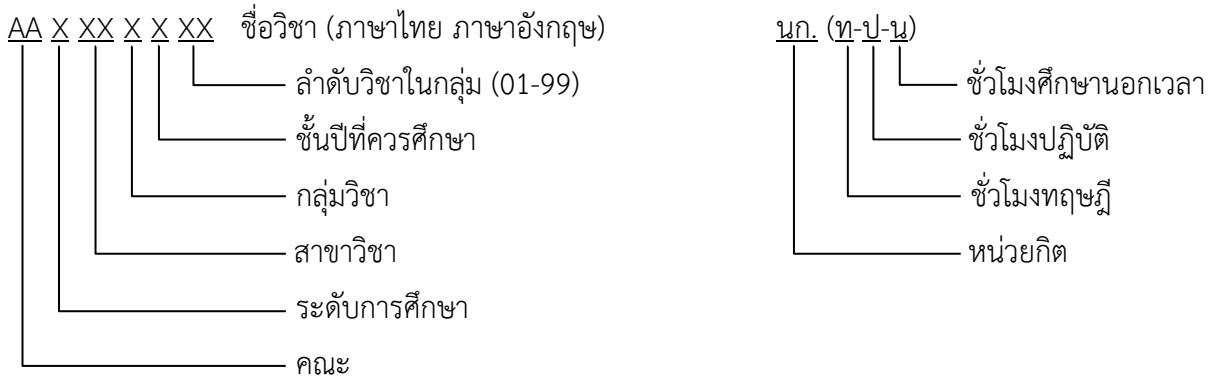 AA X XX X X XX ชื่อวิชา (ภาษาไทย ภาษาอังกฤษ) นก. (ท-ป-น)
ลำดับวิชาในกลุ่ม (01-99) ชั่วโมงศึกษานอกเวลา
ชั้นปีที่ควรศึกษา ชั่วโมงปฏิบัติ
กลุ่มวิชา ชั่วโมงทฤษฎี
สาขาวิชา หน่วยกิต
ระดับการศึกษา
คณะ